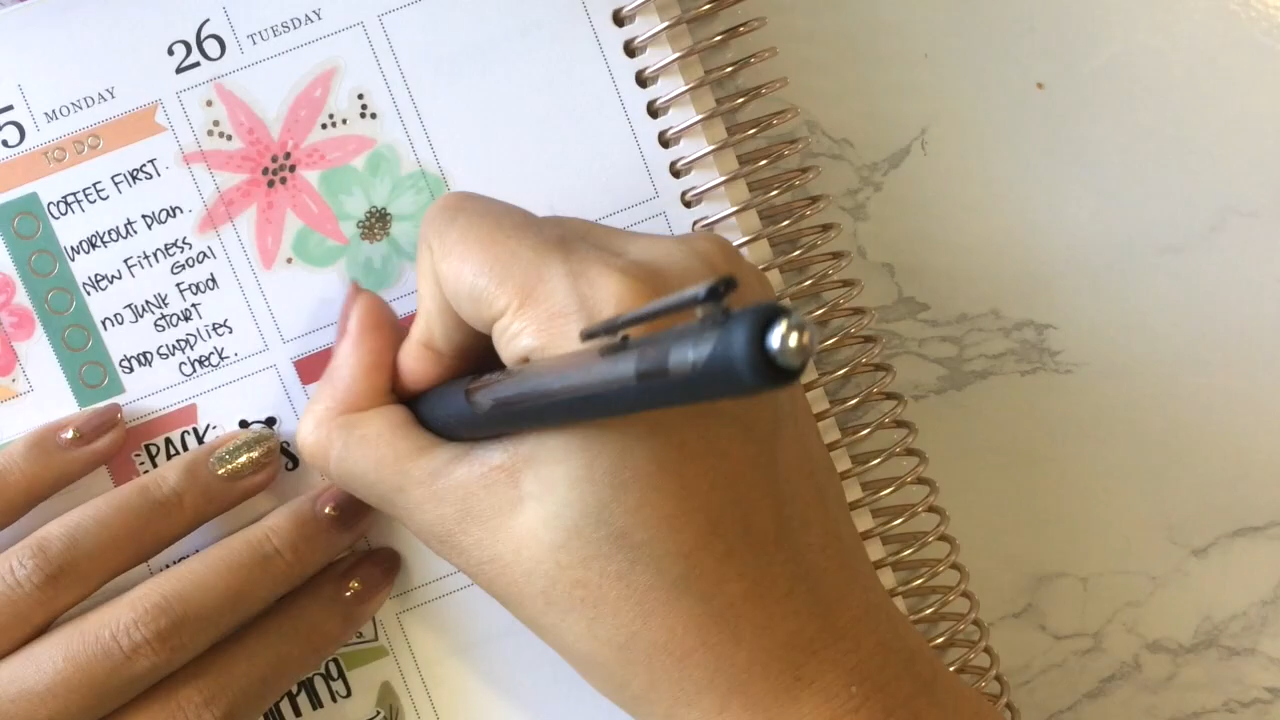 26 TUESDAY
5 MONDAY
TO DO
COFFEE FIRST.
WORKOUT PLAN.
NEW FITNESS
GOAL
NO JUNK FOOD
START
SHOP SUPPLIES
CHECK.
PACK